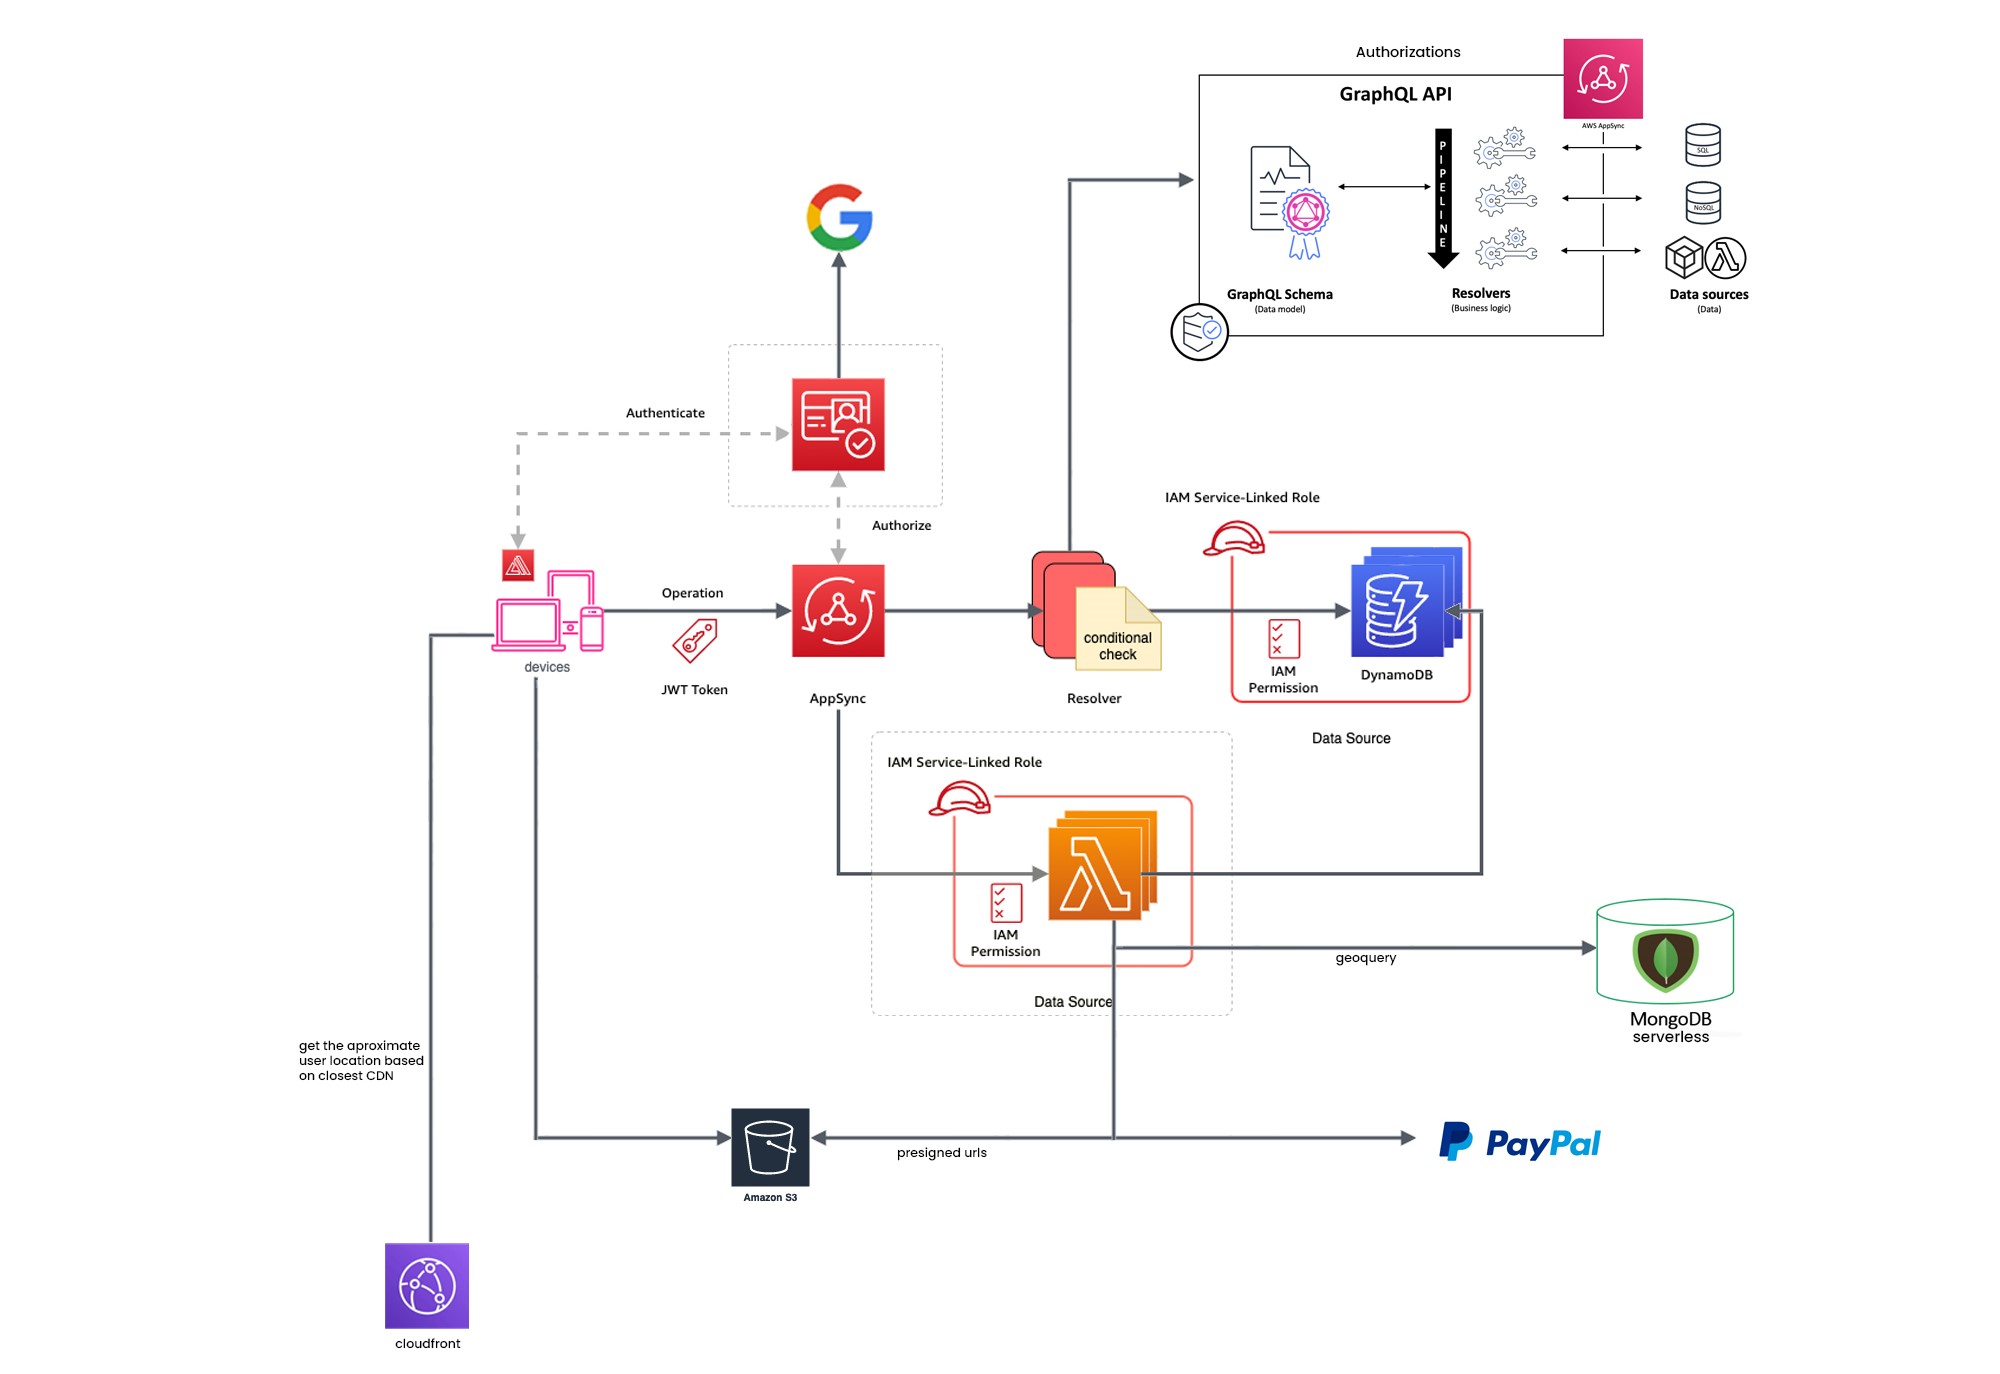 Authorizations
GraphQL API
AWS AppSync
PIPELINE
SQL
NoSQL
GraphQL Schema
(Data model)
Resolvers
(Business logic)
Data sources
(Data)
Authenticate
Authorize
IAM Service-Linked Role
Operation
JWT Token
devices
AppSync
conditional
check
Resolver
IAM
Permission
DynamoDB
Data Source
IAM Service-Linked Role
IAM
Permission
Data Source
geoquery
MongoDB
serverless
get the aproximate
user location based
on closest CDN
presigned urls
PayPal
Amazon S3
cloudfront